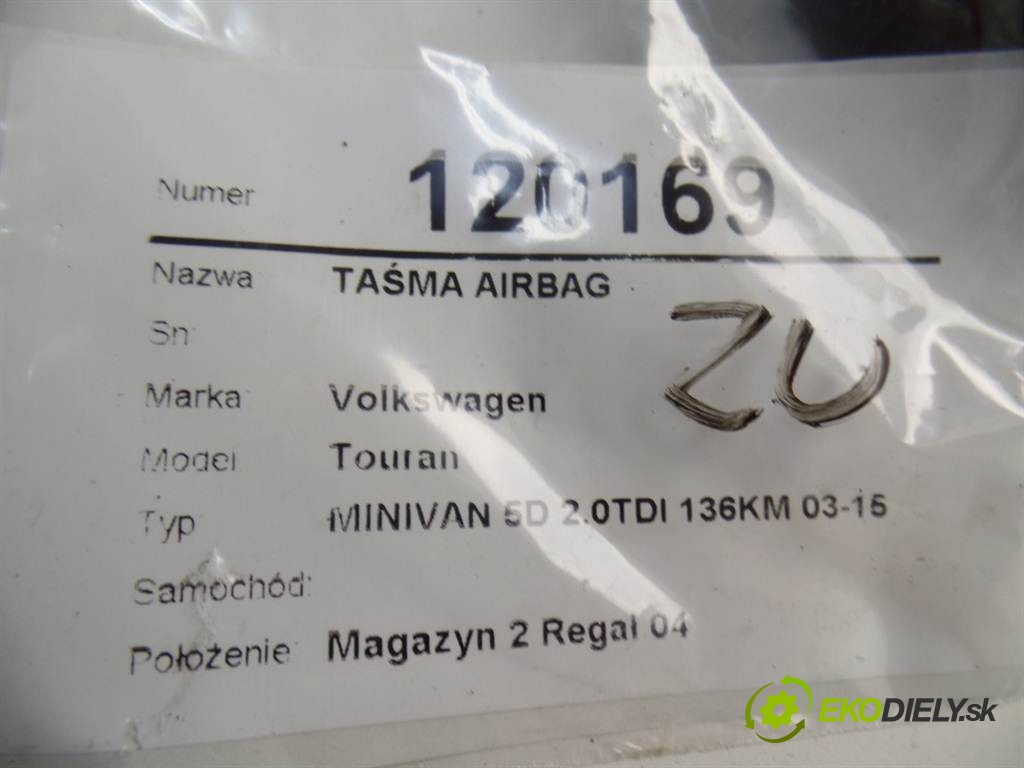 Numer 120169
Nazwa TAŚMA AIRBAG
Sn
ZU
Marka Volkswagen
Model Touran
Typ MINIVAN 5D 2.0TDI 136KM 03-15
Samochód:
Położenie Magazyn 2 Regał 04
EKODIELY.sk